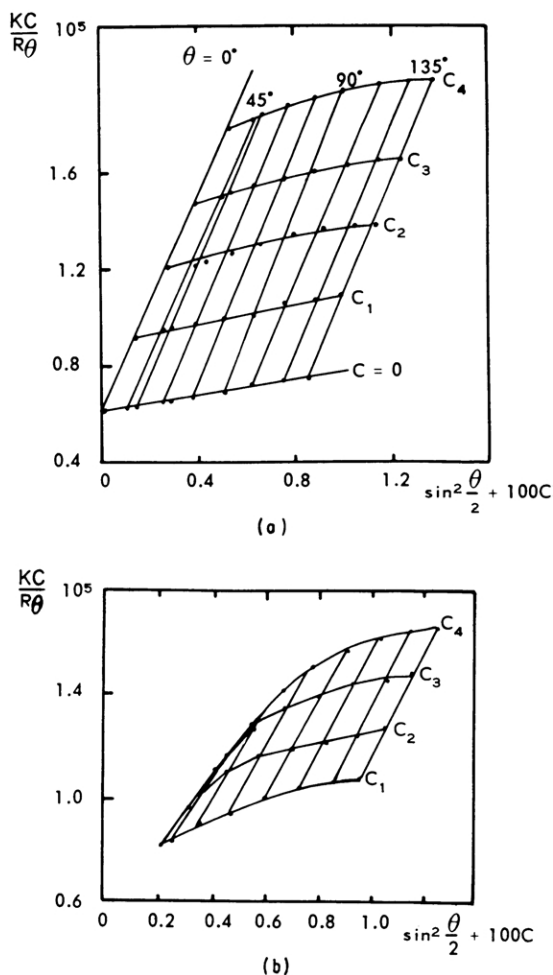 KC
Rθ
10⁵
θ = 0°
45°
90°
135°
C₄
1.6
C₃
1.2
C₂
C₁
0.8
C = 0
0.4
0 0.4 0.8 1.2 sin² θ/2 + 100C
(a)
KC
Rθ
10⁵
C₄
1.4
C₃
C₂
1.0
C₁
0.6
0 0.2 0.4 0.6 0.8 1.0 sin² θ/2 + 100C
(b)